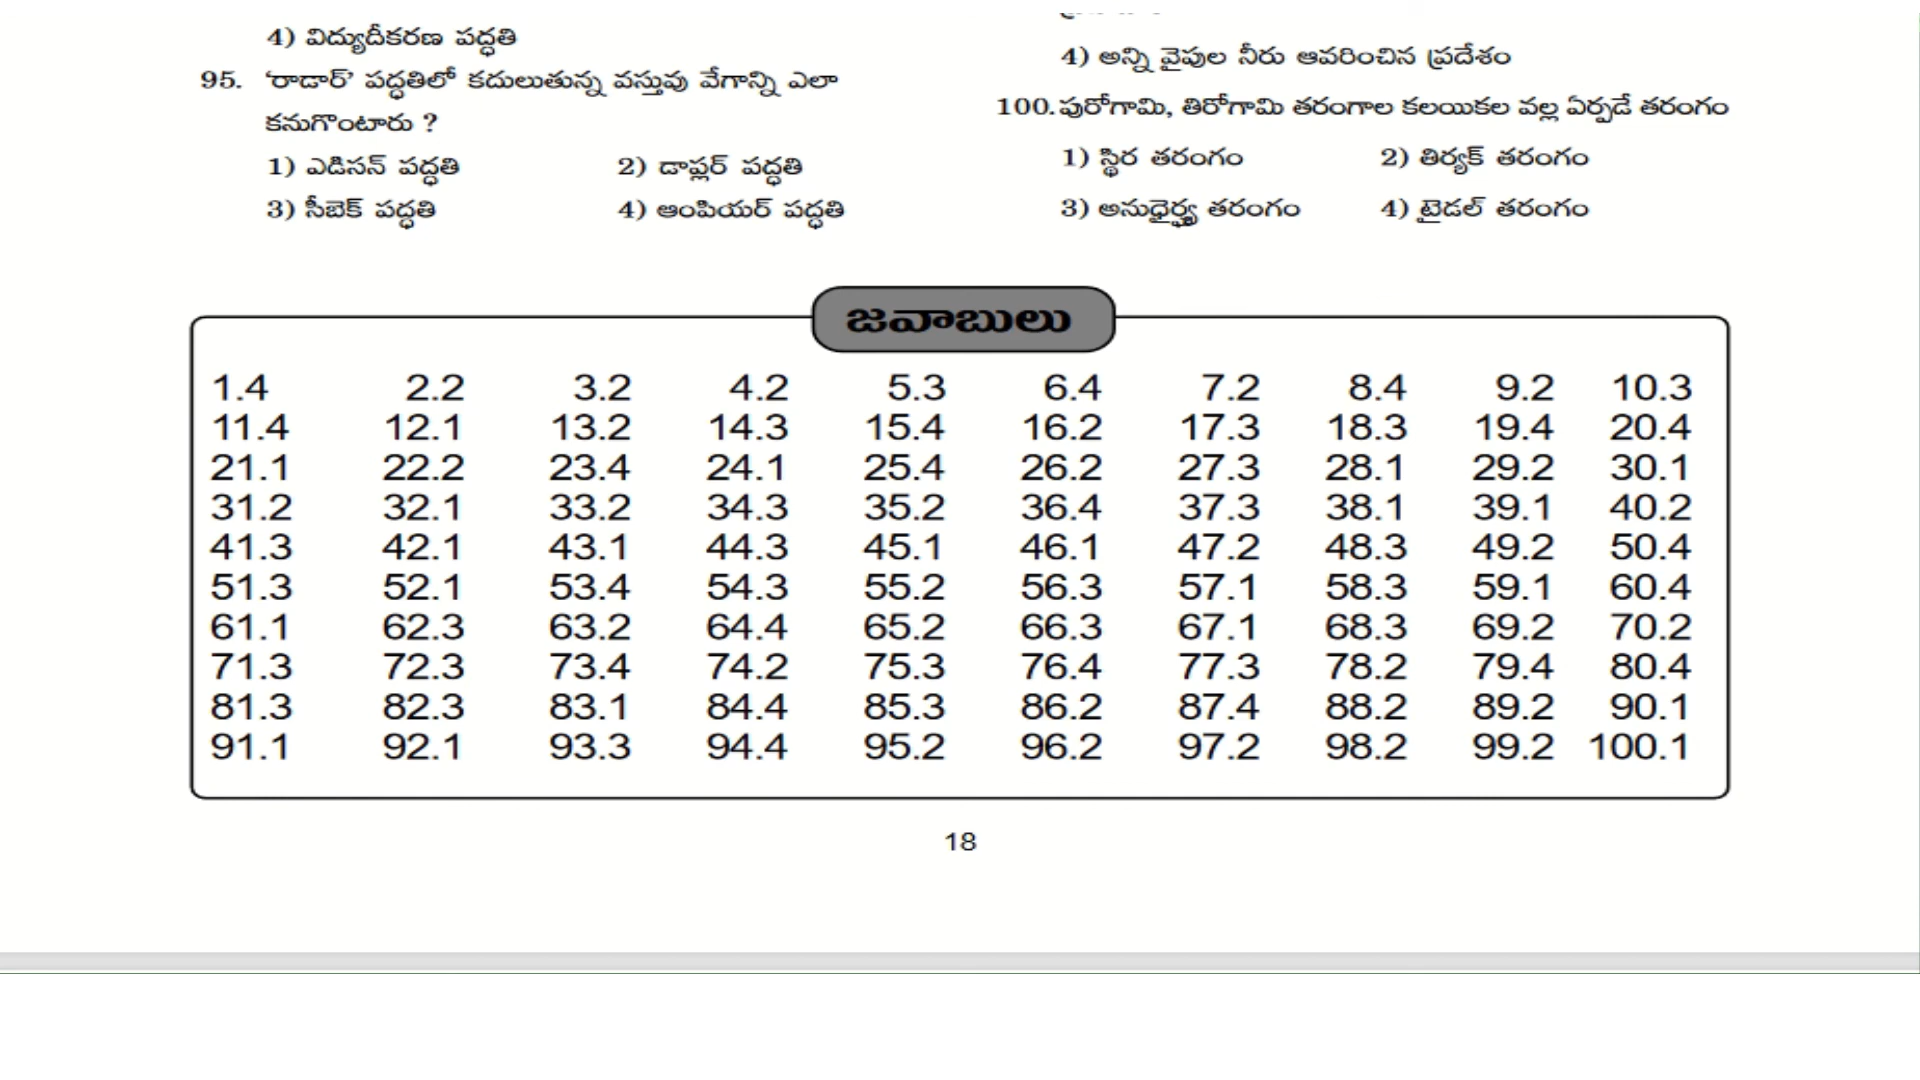 4) విద్యుదీకరణ పద్ధతి
95. 'రాడార్' పద్ధతిలో కదులుతున్న వస్తువు వేగాన్ని ఎలా
కనుగొంటారు ?
1) ఎడిసన్ పద్ధతి 2) డాప్లర్ పద్ధతి
3) సీబెక్ పద్ధతి 4) ఆంపియర్ పద్ధతి
4) అన్ని వైపుల నీరు ఆవరించిన ప్రదేశం
100. పురోగామి, తిరోగామి తరంగాల కలయికల వల్ల ఏర్పడే తరంగం
1) స్థిర తరంగం 2) తిర్యక్ తరంగం
3) అనుదైర్ఘ్య తరంగం 4) టైడల్ తరంగం
జవాబులు
1.4 2.2 3.2 4.2 5.3 6.4 7.2 8.4 9.2 10.3
11.4 12.1 13.2 14.3 15.4 16.2 17.3 18.3 19.4 20.4
21.1 22.2 23.4 24.1 25.4 26.2 27.3 28.1 29.2 30.1
31.2 32.1 33.2 34.3 35.2 36.4 37.3 38.1 39.1 40.2
41.3 42.1 43.1 44.3 45.1 46.1 47.2 48.3 49.2 50.4
51.3 52.1 53.4 54.3 55.2 56.3 57.1 58.3 59.1 60.4
61.1 62.3 63.2 64.4 65.2 66.3 67.1 68.3 69.2 70.2
71.3 72.3 73.4 74.2 75.3 76.4 77.3 78.2 79.4 80.4
81.3 82.3 83.1 84.4 85.3 86.2 87.4 88.2 89.2 90.1
91.1 92.1 93.3 94.4 95.2 96.2 97.2 98.2 99.2 100.1
18